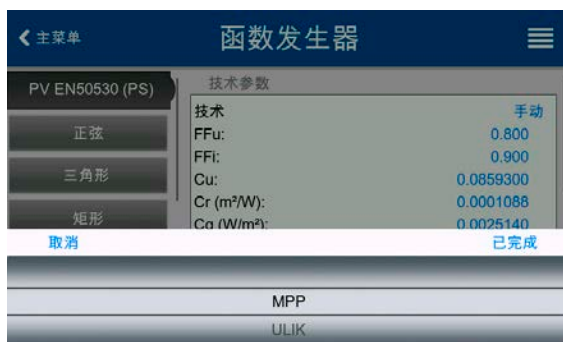 主菜单
函数发生器
PV EN50530 (PS)
正弦
三角形
矩形
技术参数
技术 手动
FFu: 0.800
FFi: 0.900
Cu: 0.0859300
Cr (m²/W): 0.0001088
Cg (W/m²): 0.0025140
取消 已完成
MPP
ULIK